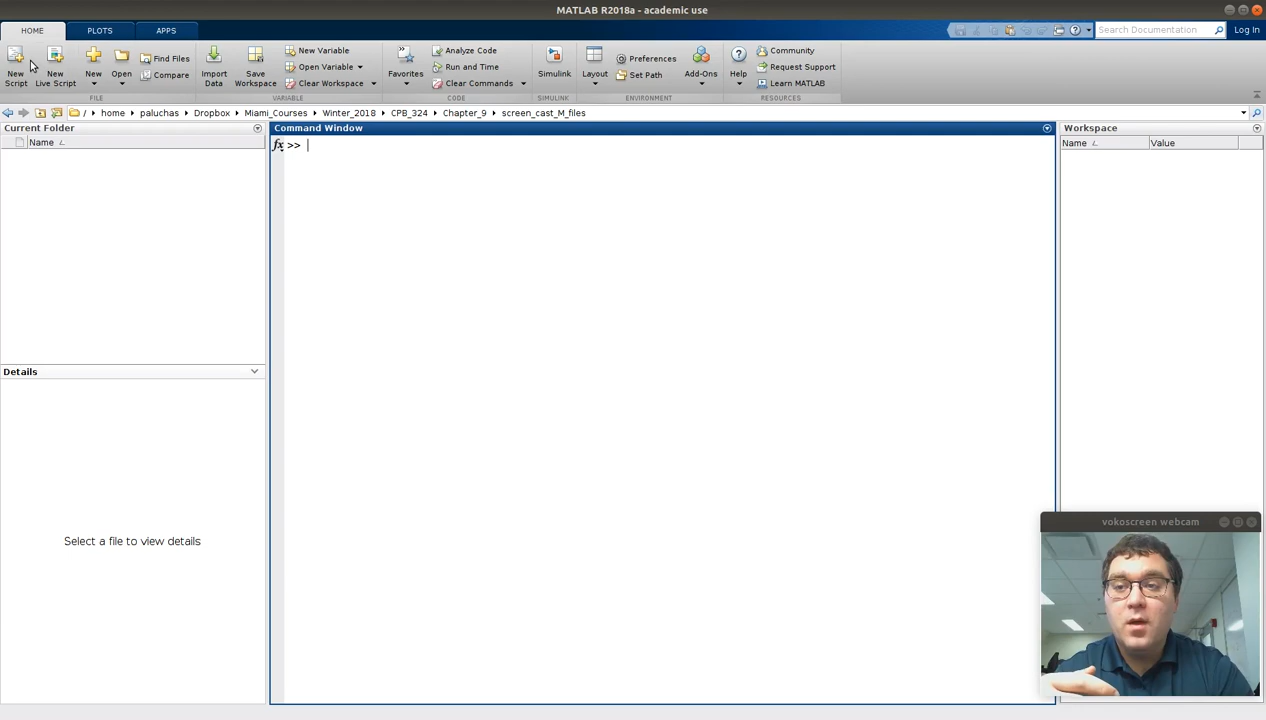 MATLAB R2018a - academic use
HOME PLOTS APPS
Search Documentation Log In
New Script
New Live Script
New
Open
Find Files
Compare
FILE
Import Data
Save Workspace
New Variable
Open Variable
Clear Workspace
VARIABLE
Favorites
Analyze Code
Run and Time
Clear Commands
CODE
Simulink
SIMULINK
Layout
Preferences
Set Path
Add-Ons
ENVIRONMENT
Help
Community
Request Support
Learn MATLAB
RESOURCES
/ home paluchas Dropbox Miami_Courses Winter_2018 CPB_324 Chapter_9 screen_cast_M_files
Current Folder
Name
Details
Select a file to view details
Command Window
fx >>
Workspace
Name Value
vokoscreen webcam